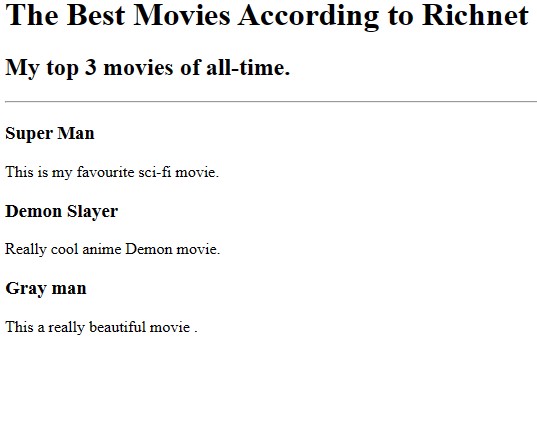 The Best Movies According to Richnet
My top 3 movies of all-time.
Super Man
This is my favourite sci-fi movie.
Demon Slayer
Really cool anime Demon movie.
Gray man
This a really beautiful movie .